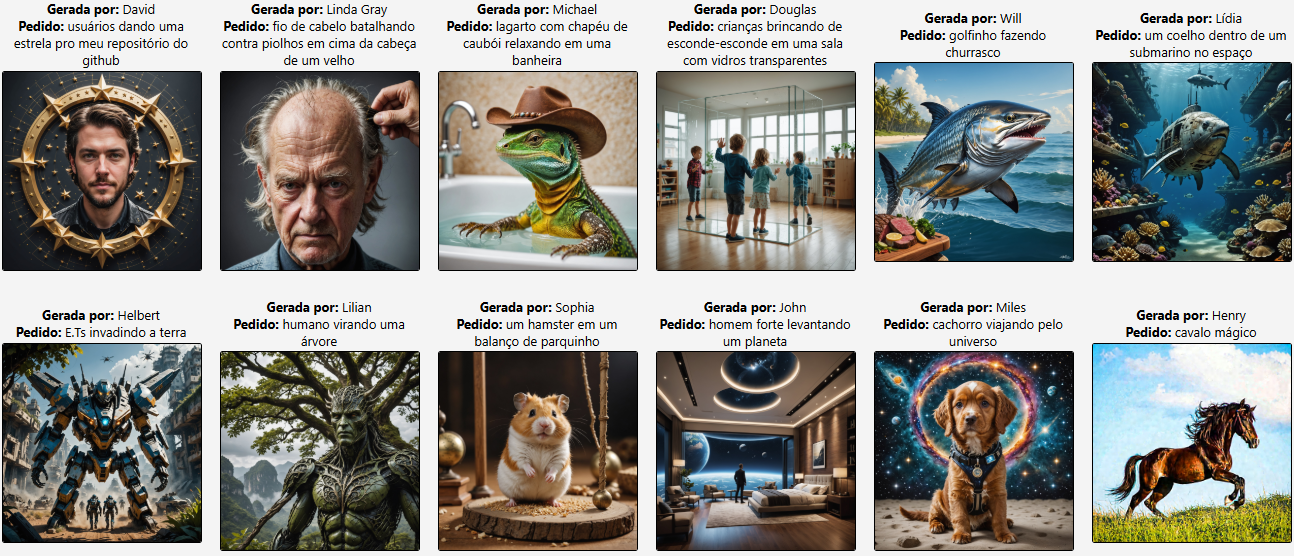 Gerada por: David
Pedido: usuários dando uma
estrela pro meu repositório do
github
Gerada por: Linda Gray
Pedido: fio de cabelo batalhando
contra piolhos em cima da cabeça
de um velho
Gerada por: Michael
Pedido: lagarto com chapéu de
caubói relaxando em uma
banheira
Gerada por: Douglas
Pedido: crianças brincando de
esconde-esconde em uma sala
com vidros transparentes
Gerada por: Will
Pedido: golfinho fazendo
churrasco
Gerada por: Lídia
Pedido: um coelho dentro de um
submarino no espaço
Gerada por: Helbert
Pedido: E.Ts invadindo a terra
Gerada por: Lilian
Pedido: humano virando uma
árvore
Gerada por: Sophia
Pedido: um hamster em um
balanço de parquinho
Gerada por: John
Pedido: homem forte levantando
um planeta
Gerada por: Miles
Pedido: cachorro viajando pelo
universo
Gerada por: Henry
Pedido: cavalo mágico